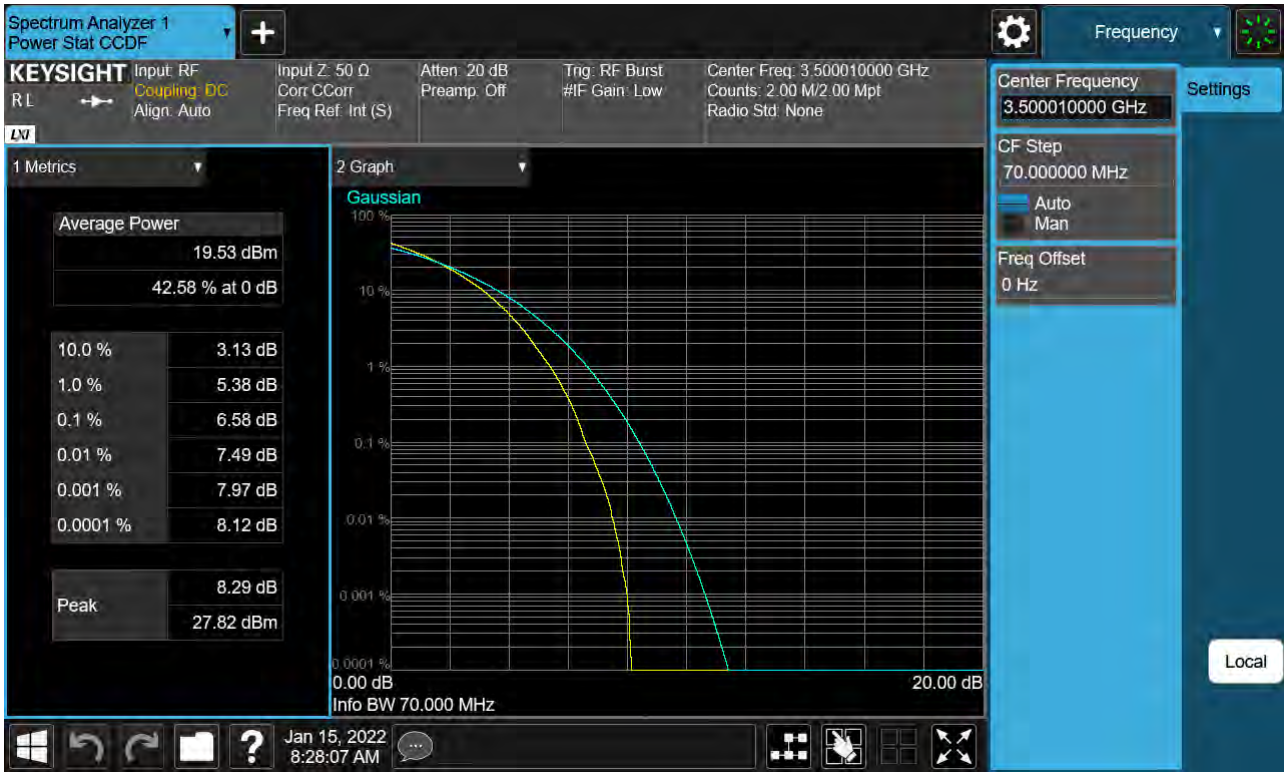 Spectrum Analyzer 1
Power Stat CCDF
+
Frequency
KEYSIGHT
RL
LXI
Input: RF
Coupling: DC
Align: Auto
Input Z: 50 Ω
Corr CCorr
Freq Ref: Int (S)
Atten: 20 dB
Preamp: Off
Trig: RF Burst
#IF Gain: Low
Center Freq: 3.500010000 GHz
Counts: 2.00 M/2.00 Mpt
Radio Std: None
Center Frequency
3.500010000 GHz
Settings
CF Step
70.000000 MHz
Auto
Man
Freq Offset
0 Hz
1 Metrics
Average Power
19.53 dBm
42.58 % at 0 dB
10.0 % 3.13 dB
1.0 % 5.38 dB
0.1 % 6.58 dB
0.01 % 7.49 dB
0.001 % 7.97 dB
0.0001 % 8.12 dB
Peak
8.29 dB
27.82 dBm
2 Graph
Gaussian
100 %
10 %
1 %
0.1 %
0.01 %
0.001 %
0.0001 %
0.00 dB 20.00 dB
Info BW 70.000 MHz
Local
?
Jan 15, 2022
8:28:07 AM